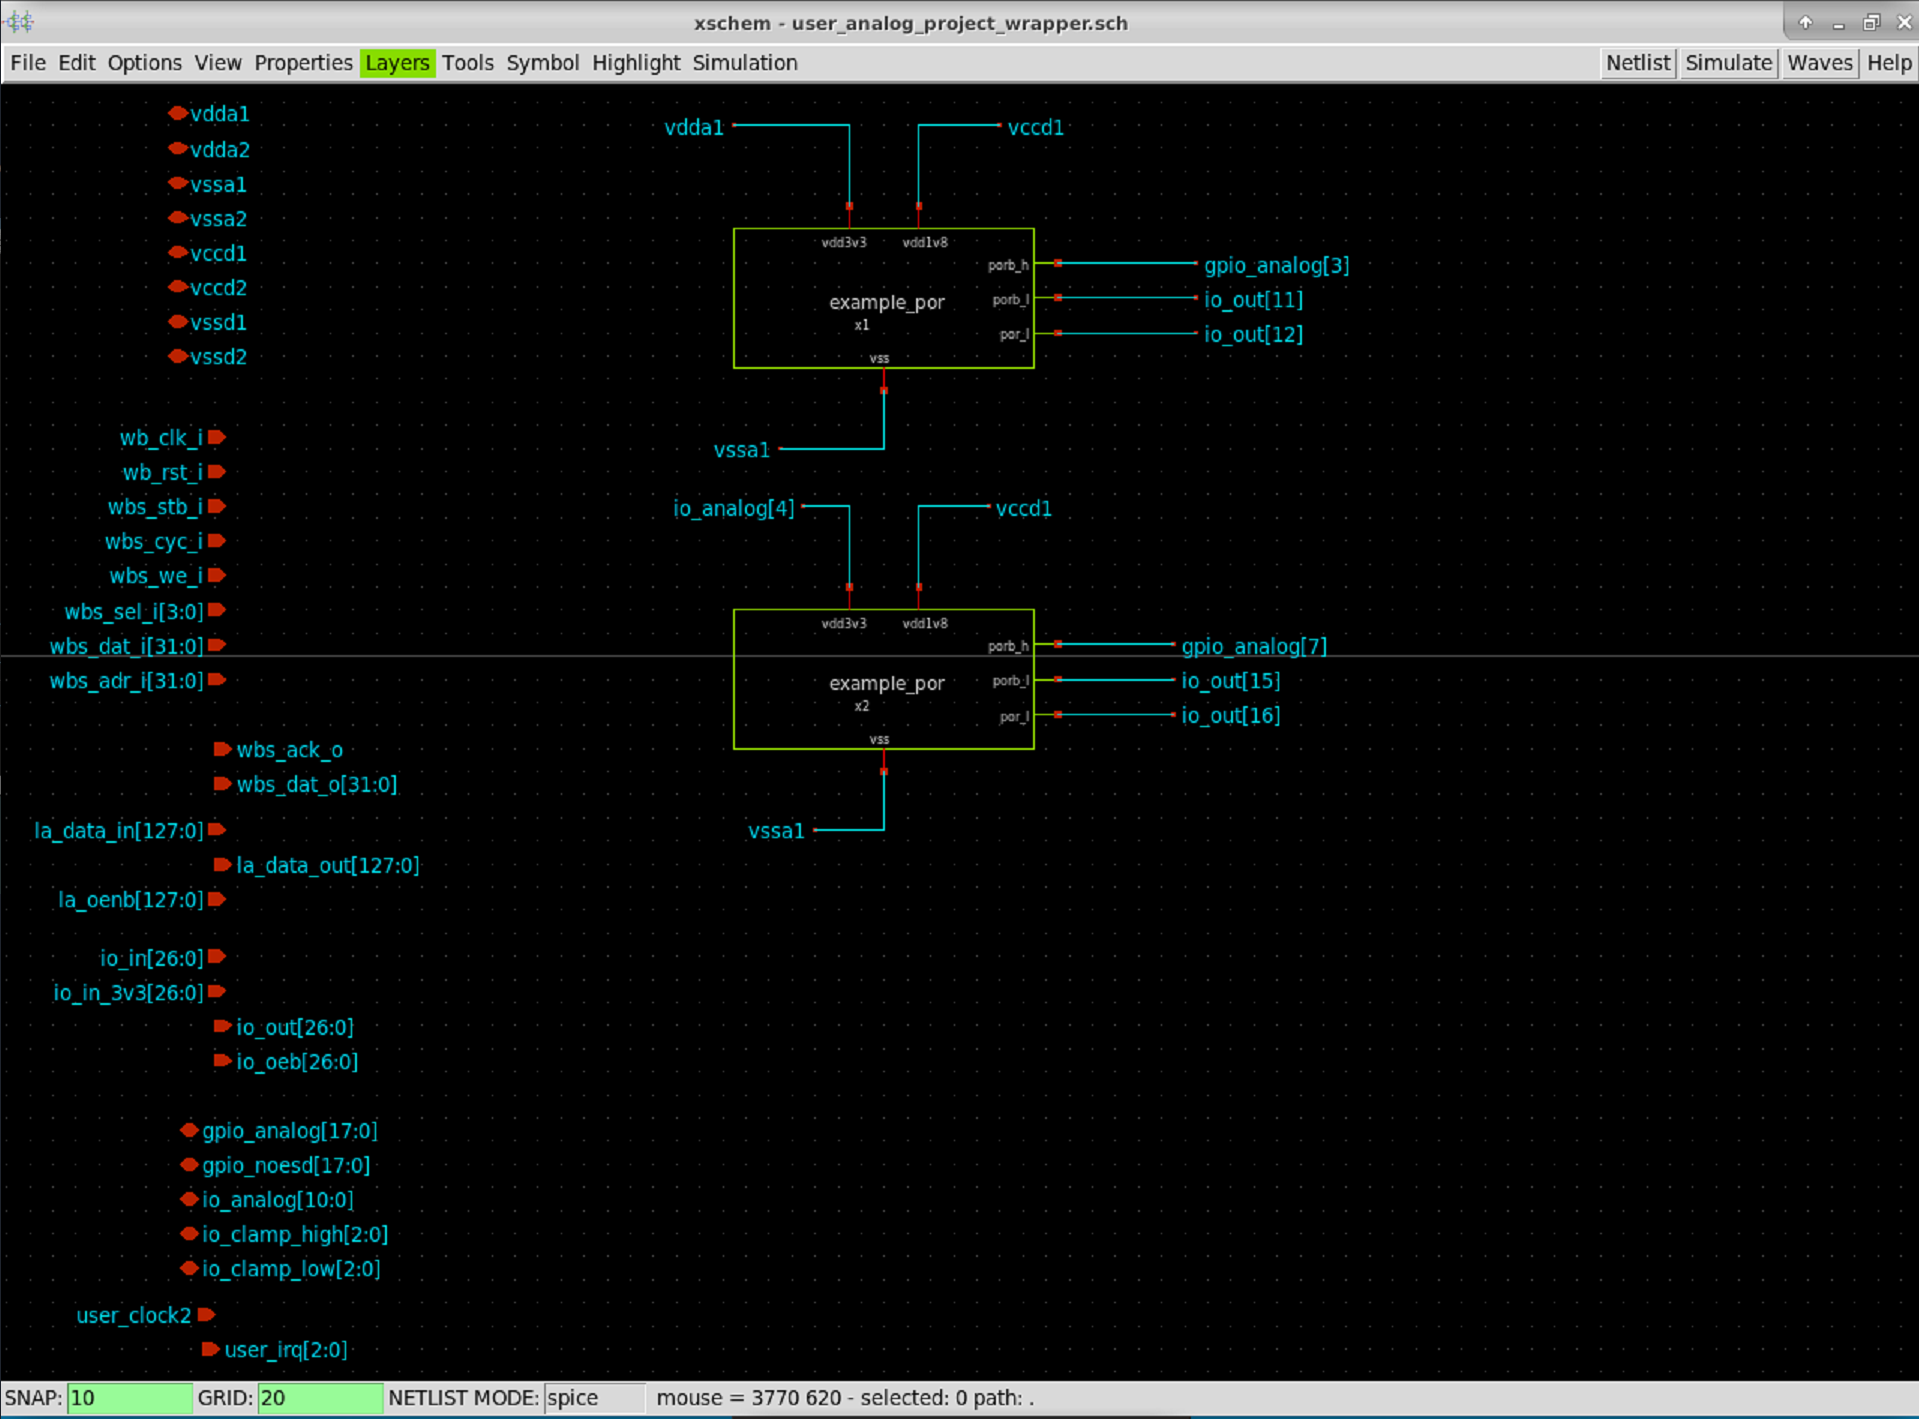 xschem - user_analog_project_wrapper.sch
File Edit Options View Properties Layers Tools Symbol Highlight Simulation Netlist Simulate Waves Help
vdda1
vdda2
vssa1
vssa2
vccd1
vccd2
vssd1
vssd2
wb_clk_i
wb_rst_i
wbs_stb_i
wbs_cyc_i
wbs_we_i
wbs_sel_i[3:0]
wbs_dat_i[31:0]
wbs_adr_i[31:0]
wbs_ack_o
wbs_dat_o[31:0]
la_data_in[127:0]
la_data_out[127:0]
la_oenb[127:0]
io_in[26:0]
io_in_3v3[26:0]
io_out[26:0]
io_oeb[26:0]
gpio_analog[17:0]
gpio_noesd[17:0]
io_analog[10:0]
io_clamp_high[2:0]
io_clamp_low[2:0]
user_clock2
user_irq[2:0]
vdda1 vccd1
vdd3v3 vdd1v8
porb_h gpio_analog[3]
example_por porb_l io_out[11]
x1
por_l io_out[12]
vss
vssa1
io_analog[4] vccd1
vdd3v3 vdd1v8
porb_h gpio_analog[7]
example_por porb_l io_out[15]
x2
por_l io_out[16]
vss
vssa1
SNAP: 10 GRID: 20 NETLIST MODE: spice mouse = 3770 620 - selected: 0 path: .